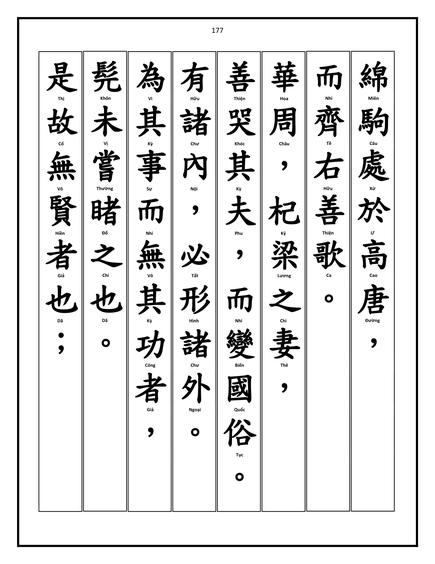 177
綿駒處於高唐，
Miên Câu Xử Ư Cao Đường
而齊右善歌。
Nhi Tề Hữu Thiện Ca
華周，杞梁之妻，
Hoa Châu Kỷ Lương Chi Thê
善哭其夫，而變國俗。
Thiện Khóc Kỳ Phu Nhi Biến Quốc Tục
有諸內，必形諸外。
Hữu Chư Nội Tất Hình Chư Ngoại
為其事而無其功者，
Vi Kỳ Sự Nhi Vô Kỳ Công Giả
髡未嘗睹之也。
Khôn Vị Thường Đổ Chi Dã
是故無賢者也；
Thị Cố Vô Hiền Giả Dã